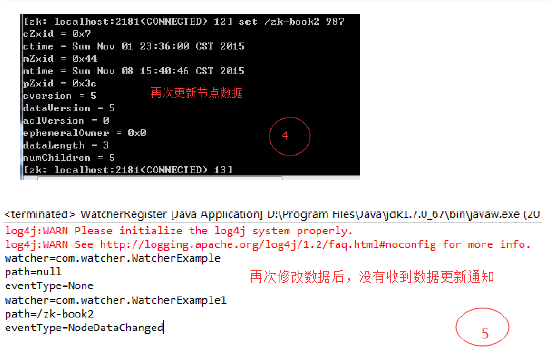 [zk: localhost:2181(CONNECTED) 12] set /zk-book2 987
cZxid = 0x7
ctime = Sun Nov 01 23:36:00 CST 2015
mZxid = 0x44
mtime = Sun Nov 08 15:40:46 CST 2015
pZxid = 0x3c
cversion = 5
再次更新节点数据
dataVersion = 5
aclVersion = 0
ephemeralOwner = 0x0
4
dataLength = 3
numChildren = 5
[zk: localhost:2181(CONNECTED) 13]
<terminated> WatcherRegister [Java Application] D:\Program Files\Java\jdk1.7.0_67\bin\javaw.exe (20
log4j:WARN Please initialize the log4j system properly.
log4j:WARN See http://logging.apache.org/log4j/1.2/faq.html#noconfig for more info.
watcher=com.watcher.WatcherExample
path=null
再次修改数据后，没有收到数据更新通知
eventType=None
watcher=com.watcher.WatcherExample1
path=/zk-book2
eventType=NodeDataChanged
5